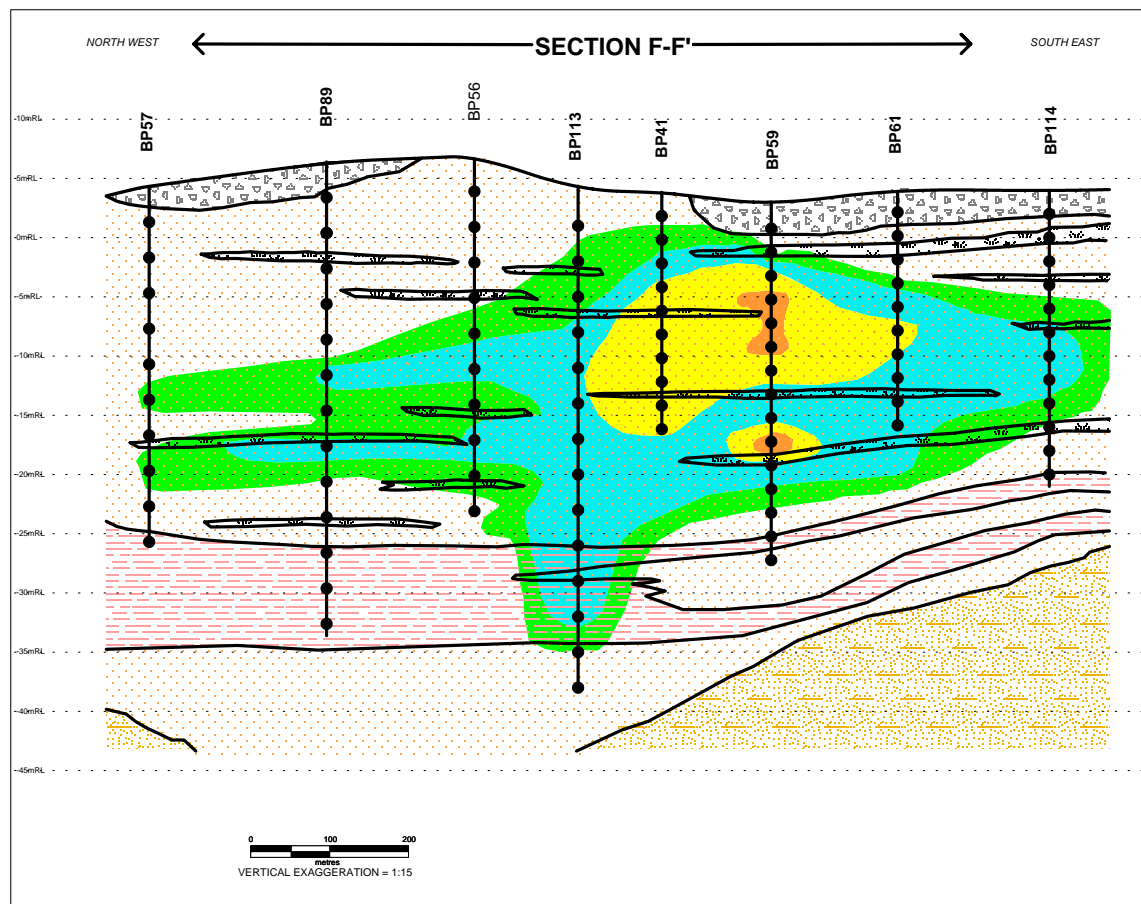 SECTION F-F'
NORTH WEST
SOUTH EAST
BP57
BP89
BP56
BP113
BP41
BP59
BP61
BP114
-10mRL
-5mRL
-0mRL
-5mRL
-10mRL
-15mRL
-20mRL
-25mRL
-30mRL
-35mRL
-40mRL
-45mRL
0 100 200
metres
VERTICAL EXAGGERATION = 1:15